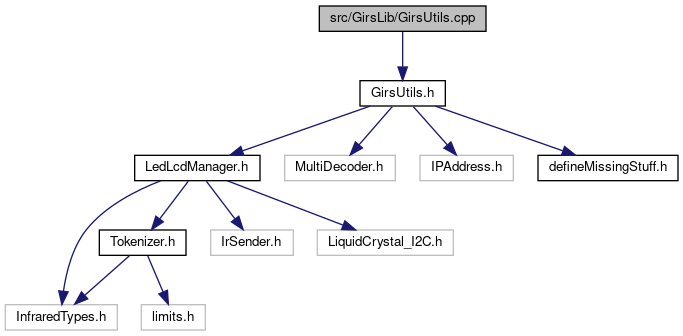 src/GirsLib/GirsUtils.cpp
GirsUtils.h
LedLcdManager.h
MultiDecoder.h
IPAddress.h
defineMissingStuff.h
Tokenizer.h
IrSender.h
LiquidCrystal_I2C.h
InfraredTypes.h
limits.h